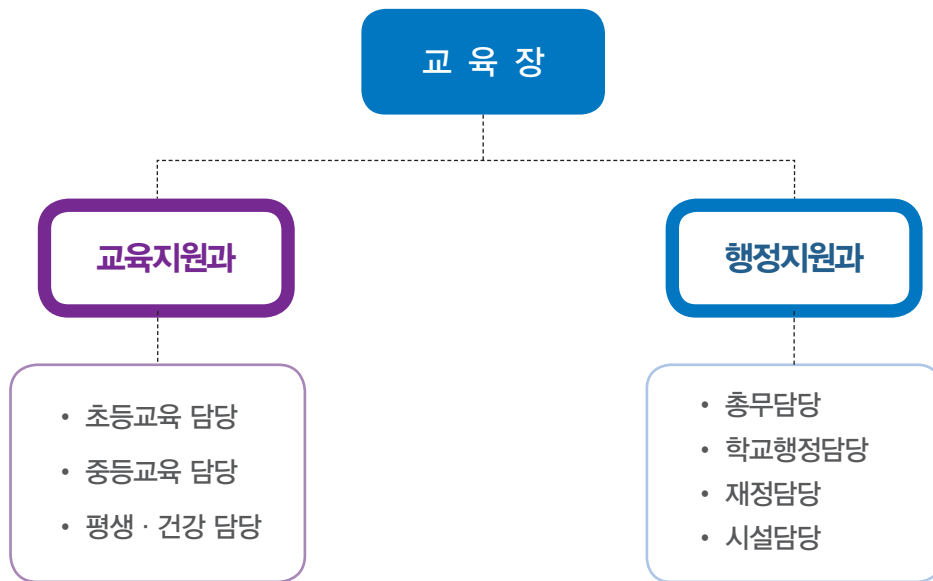 교 육 장
교육지원과
행정지원과
• 초등교육 담당
• 중등교육 담당
• 평생 · 건강 담당
• 총무담당
• 학교행정담당
• 재정담당
• 시설담당